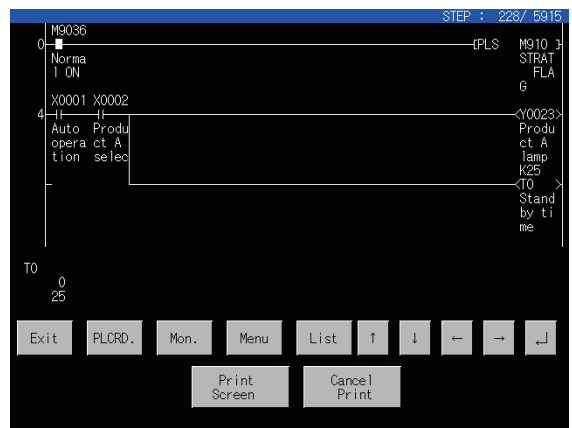 STEP : 228/ 5915
M9036
0 [PLS M910 ]
Norma STRAT
l ON FLA
G
X0001 X0002
4 <Y0023>
Auto Produ Produ
opera ct A ct A
tion selec lamp
K25
<T0 >
Stand
by ti
me
T0
0
25
Exit PLCRD. Mon. Menu List ↑ ↓ ← → ↵
Print Cancel
Screen Print